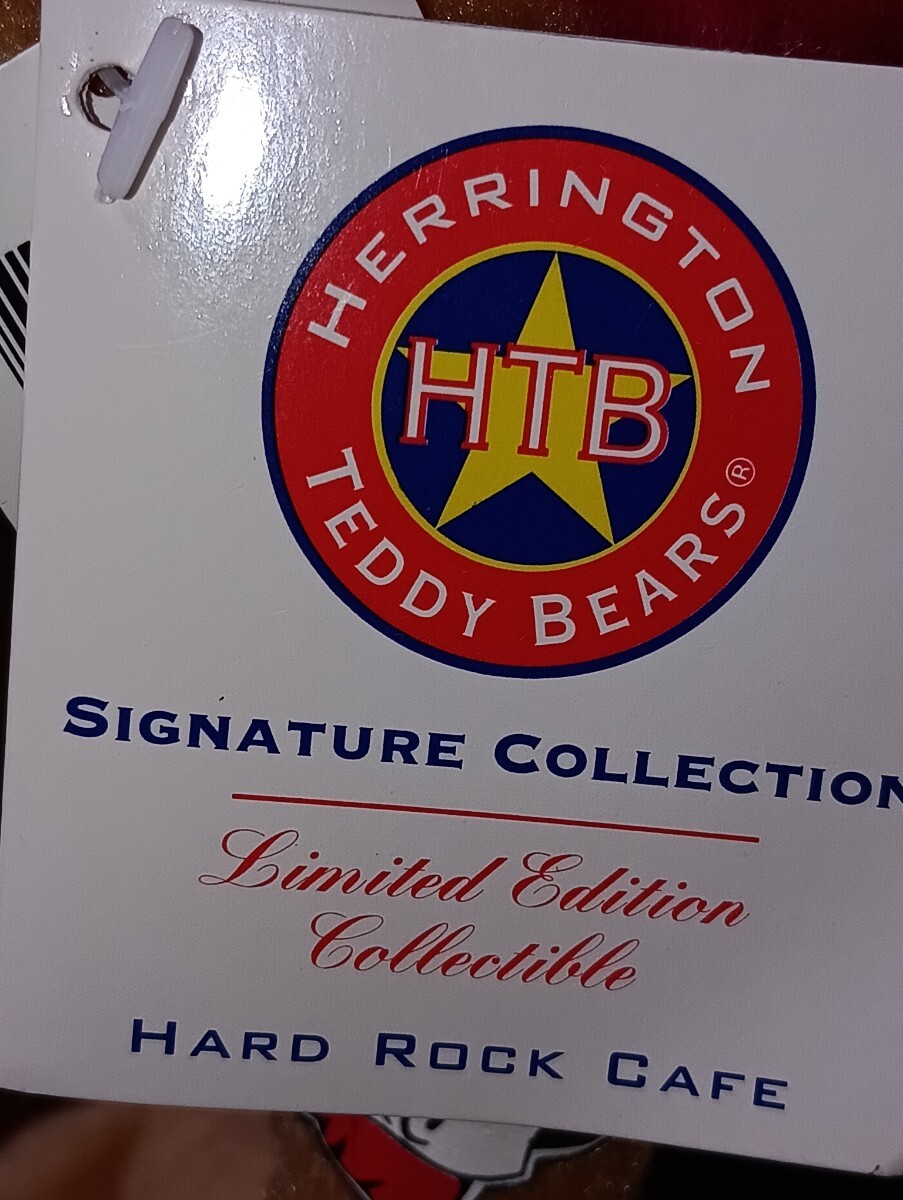 HERRINGTON
HTB
TEDDY BEARS®
SIGNATURE COLLECTION
Limited Edition
Collectible
HARD ROCK CAFE